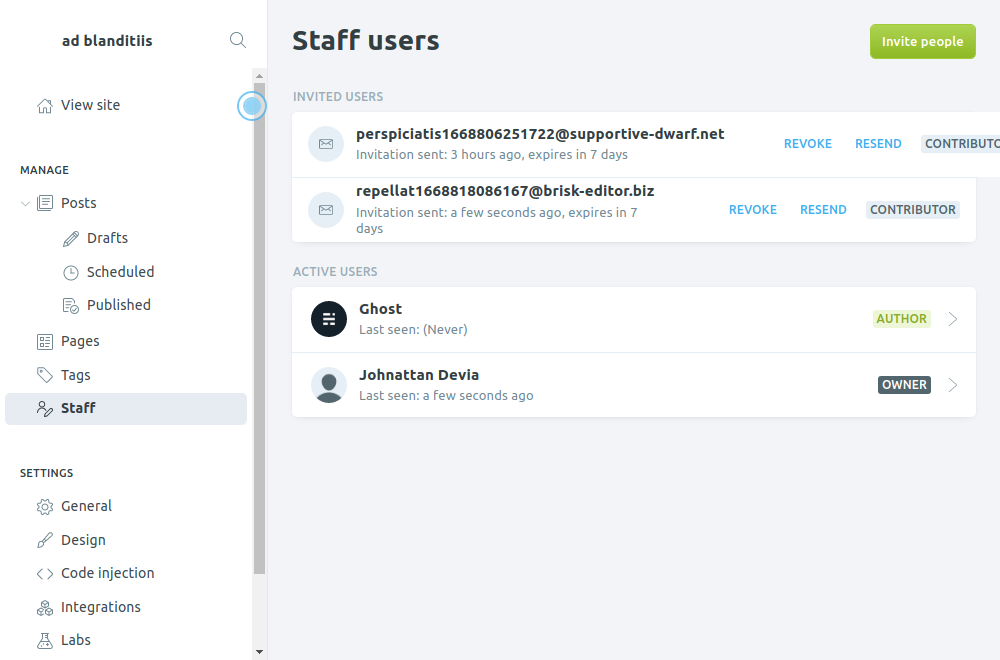 ad blanditiis
View site
MANAGE
Posts
Drafts
Scheduled
Published
Pages
Tags
Staff
SETTINGS
General
Design
Code injection
Integrations
Labs
Staff users
Invite people
INVITED USERS
perspiciatis1668806251722@supportive-dwarf.net
Invitation sent: 3 hours ago, expires in 7 days
REVOKE RESEND CONTRIBUTO
repellat1668818086167@brisk-editor.biz
Invitation sent: a few seconds ago, expires in 7
days
REVOKE RESEND CONTRIBUTOR
ACTIVE USERS
Ghost
Last seen: (Never)
AUTHOR
Johnattan Devia
Last seen: a few seconds ago
OWNER